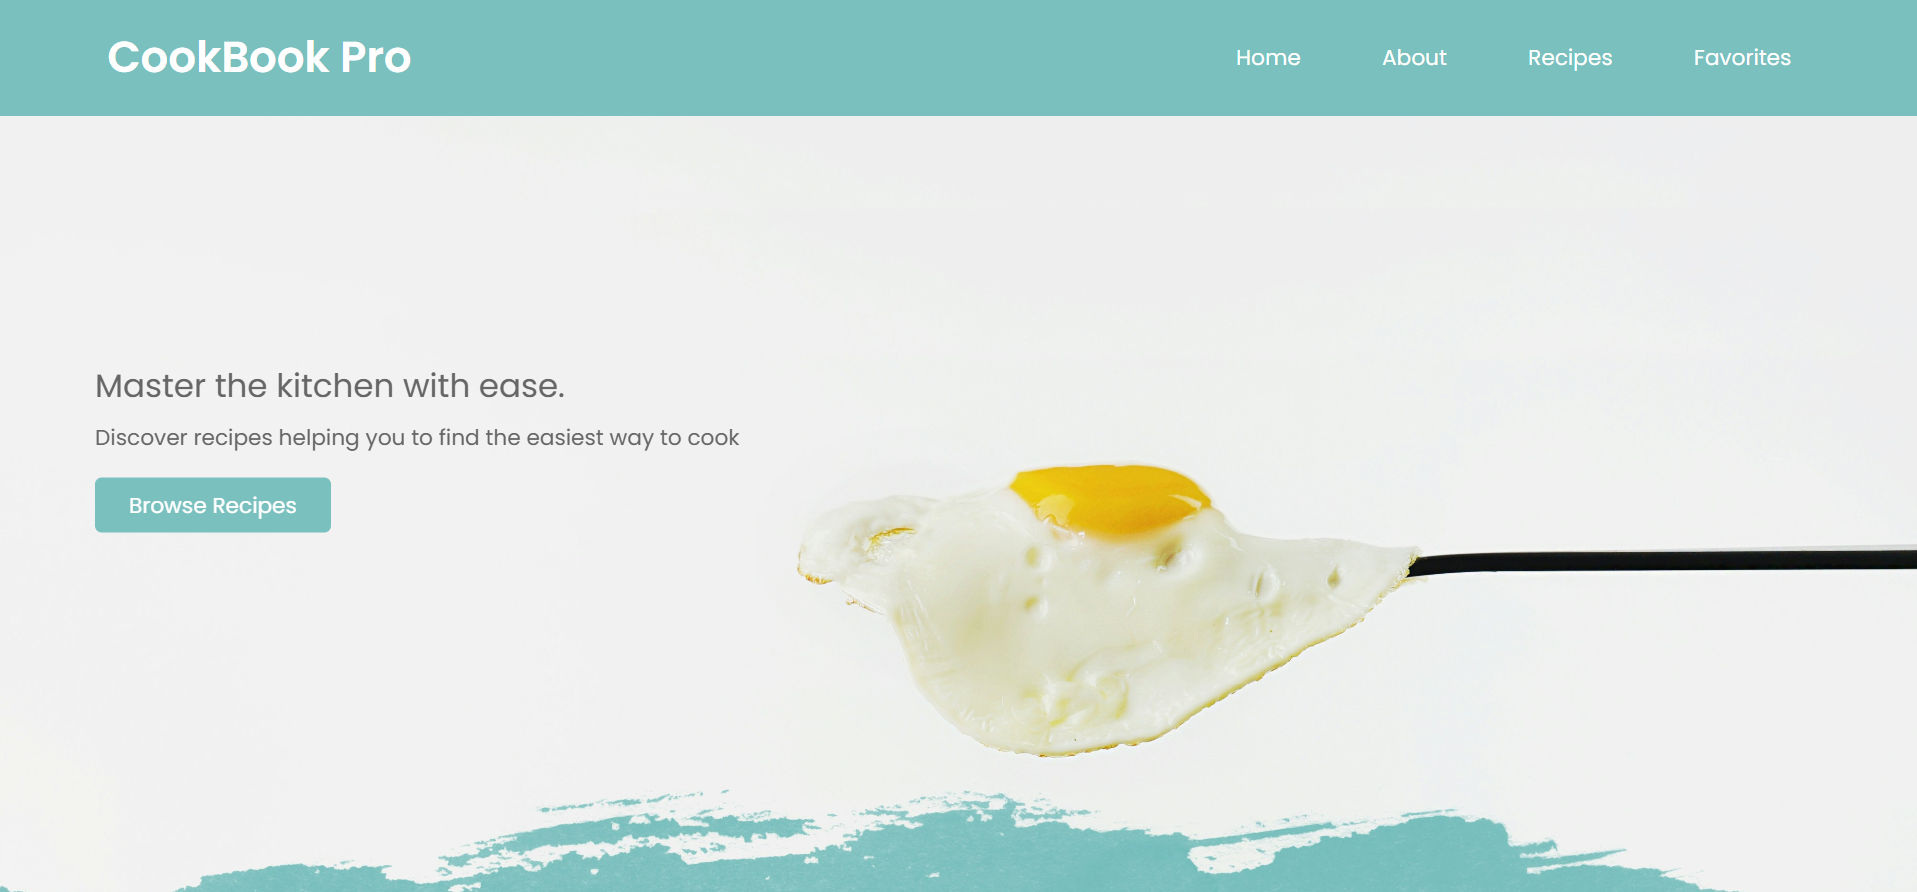 CookBook Pro
Home About Recipes Favorites
Master the kitchen with ease.
Discover recipes helping you to find the easiest way to cook
Browse Recipes